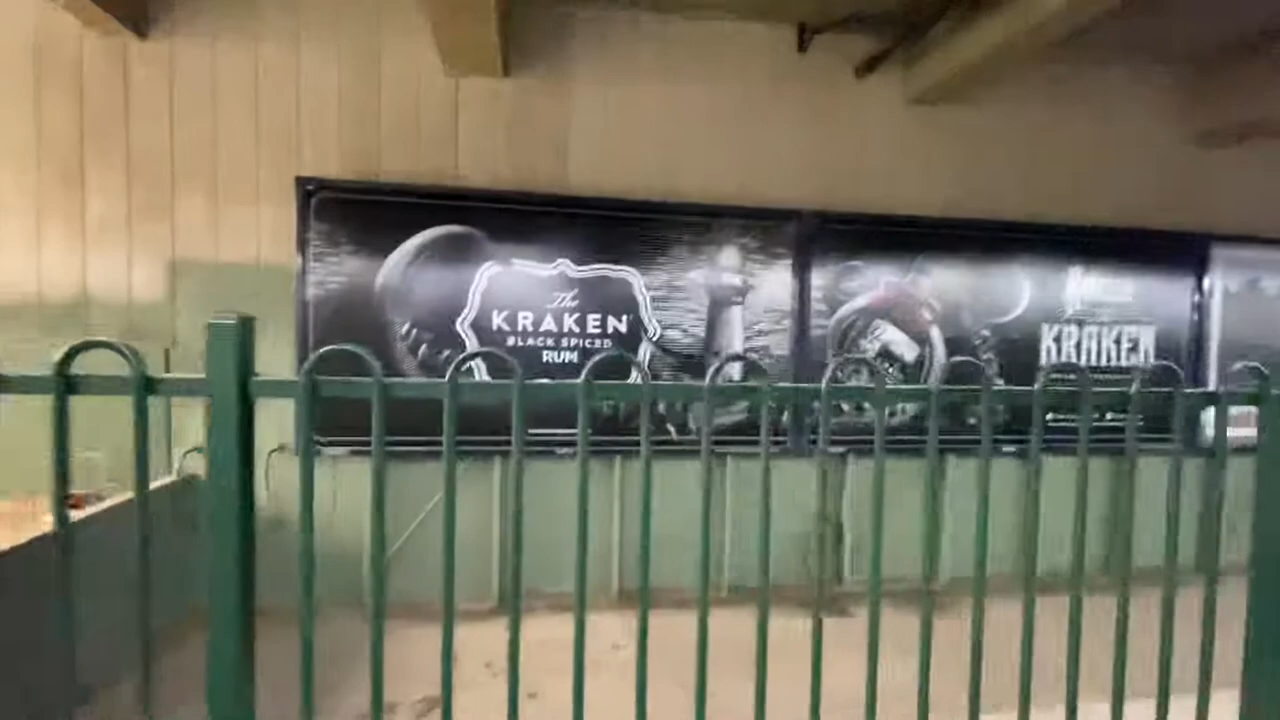 The
KRAKEN
BLACK SPICED
RUM
KRAKEN